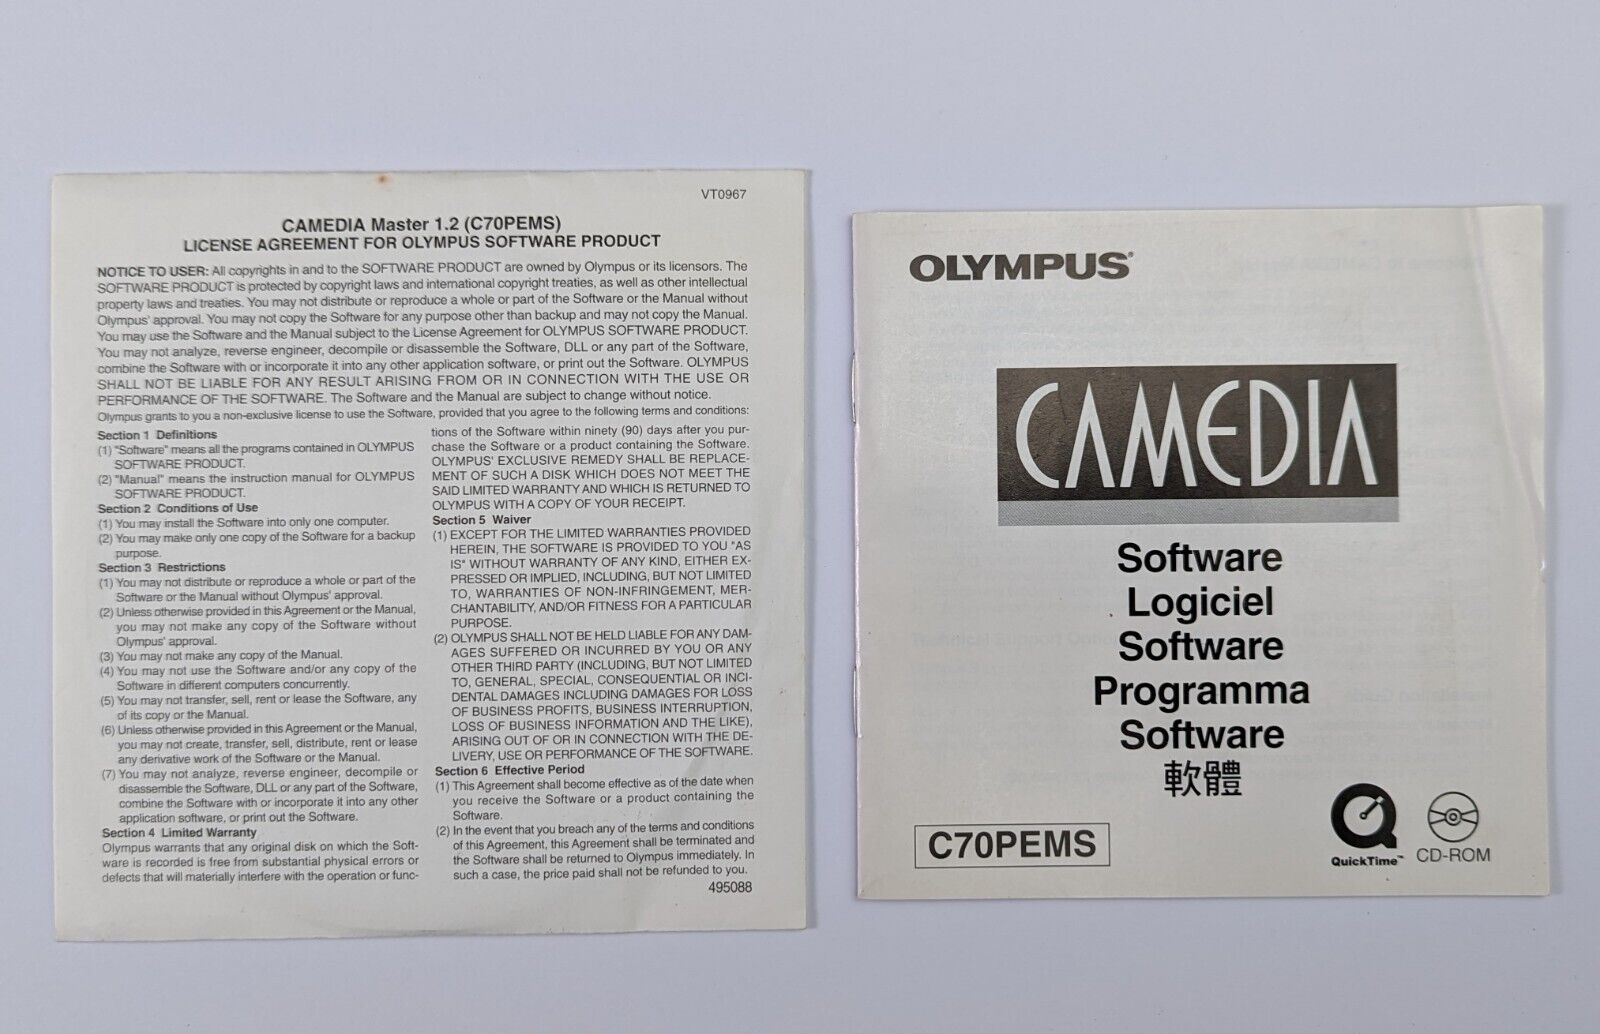 VT0967
CAMEDIA Master 1.2 (C70PEMS)
LICENSE AGREEMENT FOR OLYMPUS SOFTWARE PRODUCT
NOTICE TO USER: All copyrights in and to the SOFTWARE PRODUCT are owned by Olympus or its licensors. The
SOFTWARE PRODUCT is protected by copyright laws and international copyright treaties, as well as other intellectual
property laws and treaties. You may not distribute or reproduce a whole or part of the Software or the Manual without
Olympus' approval. You may not copy the Software for any purpose other than backup and may not copy the Manual.
You may use the Software and the Manual subject to the License Agreement for OLYMPUS SOFTWARE PRODUCT.
You may not analyze, reverse engineer, decompile or disassemble the Software, DLL or any part of the Software,
combine the Software with or incorporate it into any other application software, or print out the Software. OLYMPUS
SHALL NOT BE LIABLE FOR ANY RESULT ARISING FROM OR IN CONNECTION WITH THE USE OR
PERFORMANCE OF THE SOFTWARE. The Software and the Manual are subject to change without notice.
Olympus grants to you a non-exclusive license to use the Software, provided that you agree to the following terms and conditions:
Section 1 Definitions
(1) "Software" means all the programs contained in OLYMPUS
SOFTWARE PRODUCT.
(2) "Manual" means the instruction manual for OLYMPUS
SOFTWARE PRODUCT.
Section 2 Conditions of Use
(1) You may install the Software into only one computer.
(2) You may make only one copy of the Software for a backup
purpose.
Section 3 Restrictions
(1) You may not distribute or reproduce a whole or part of the
Software or the Manual without Olympus' approval.
(2) Unless otherwise provided in this Agreement or the Manual,
you may not make any copy of the Software without
Olympus' approval.
(3) You may not make any copy of the Manual.
(4) You may not use the Software and/or any copy of the
Software in different computers concurrently.
(5) You may not transfer, sell, rent or lease the Software, any
of its copy or the Manual.
(6) Unless otherwise provided in this Agreement or the Manual,
you may not create, transfer, sell, distribute, rent or lease
any derivative work of the Software or the Manual.
(7) You may not analyze, reverse engineer, decompile or
disassemble the Software, DLL or any part of the Software,
combine the Software with or incorporate it into any other
application software, or print out the Software.
Section 4 Limited Warranty
Olympus warrants that any original disk on which the Soft-
ware is recorded is free from substantial physical errors or
defects that will materially interfere with the operation or func-
tions of the Software within ninety (90) days after you pur-
chase the Software or a product containing the Software.
OLYMPUS' EXCLUSIVE REMEDY SHALL BE REPLACE-
MENT OF SUCH A DISK WHICH DOES NOT MEET THE
SAID LIMITED WARRANTY AND WHICH IS RETURNED TO
OLYMPUS WITH A COPY OF YOUR RECEIPT.
Section 5 Waiver
(1) EXCEPT FOR THE LIMITED WARRANTIES PROVIDED
HEREIN, THE SOFTWARE IS PROVIDED TO YOU "AS
IS" WITHOUT WARRANTY OF ANY KIND, EITHER EX-
PRESSED OR IMPLIED, INCLUDING, BUT NOT LIMITED
TO, WARRANTIES OF NON-INFRINGEMENT, MER-
CHANTABILITY, AND/OR FITNESS FOR A PARTICULAR
PURPOSE.
(2) OLYMPUS SHALL NOT BE HELD LIABLE FOR ANY DAM-
AGES SUFFERED OR INCURRED BY YOU OR ANY
OTHER THIRD PARTY (INCLUDING, BUT NOT LIMITED
TO, GENERAL, SPECIAL, CONSEQUENTIAL OR INCI-
DENTAL DAMAGES INCLUDING DAMAGES FOR LOSS
OF BUSINESS PROFITS, BUSINESS INTERRUPTION,
LOSS OF BUSINESS INFORMATION AND THE LIKE),
ARISING OUT OF OR IN CONNECTION WITH THE DE-
LIVERY, USE OR PERFORMANCE OF THE SOFTWARE.
Section 6 Effective Period
(1) This Agreement shall become effective as of the date when
you receive the Software or a product containing the
Software.
(2) In the event that you breach any of the terms and conditions
of this Agreement, this Agreement shall be terminated and
the Software shall be returned to Olympus immediately. In
such a case, the price paid shall not be refunded to you.
495088
OLYMPUS®
CAMEDIA
Software
Logiciel
Software
Programma
Software
軟體
C70PEMS
QuickTime™
CD-ROM